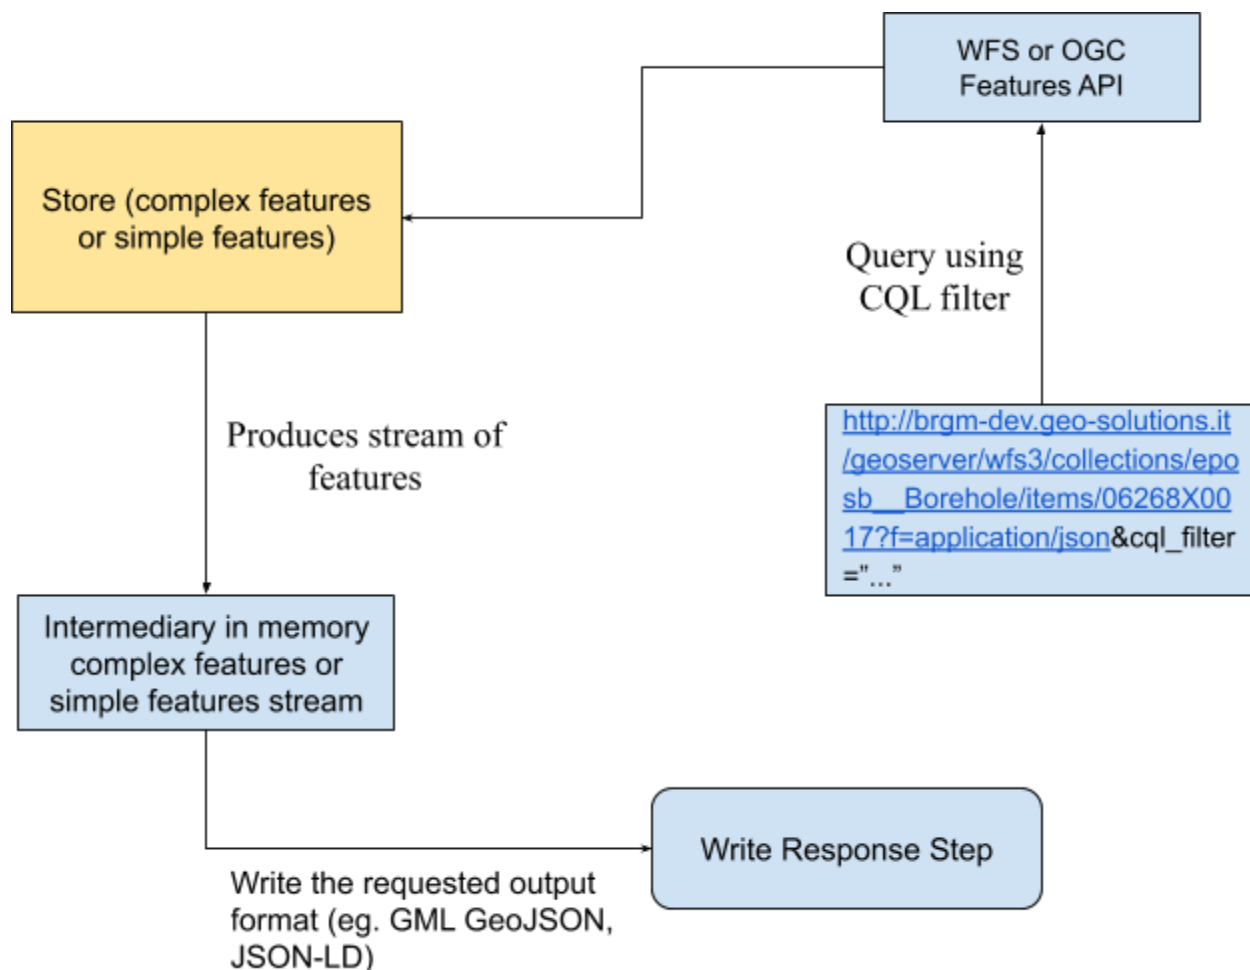 WFS or OGC
Features API
Store (complex features
or simple features)
Query using
CQL filter
http://brgm-dev.geo-solutions.it
/geoserver/wfs3/collections/epo
sb__Borehole/items/06268X00
17?f=application/json&cql_filter
="..."
Produces stream of
features
Intermediary in memory
complex features or
simple features stream
Write Response Step
Write the requested output
format (eg. GML GeoJSON,
JSON-LD)